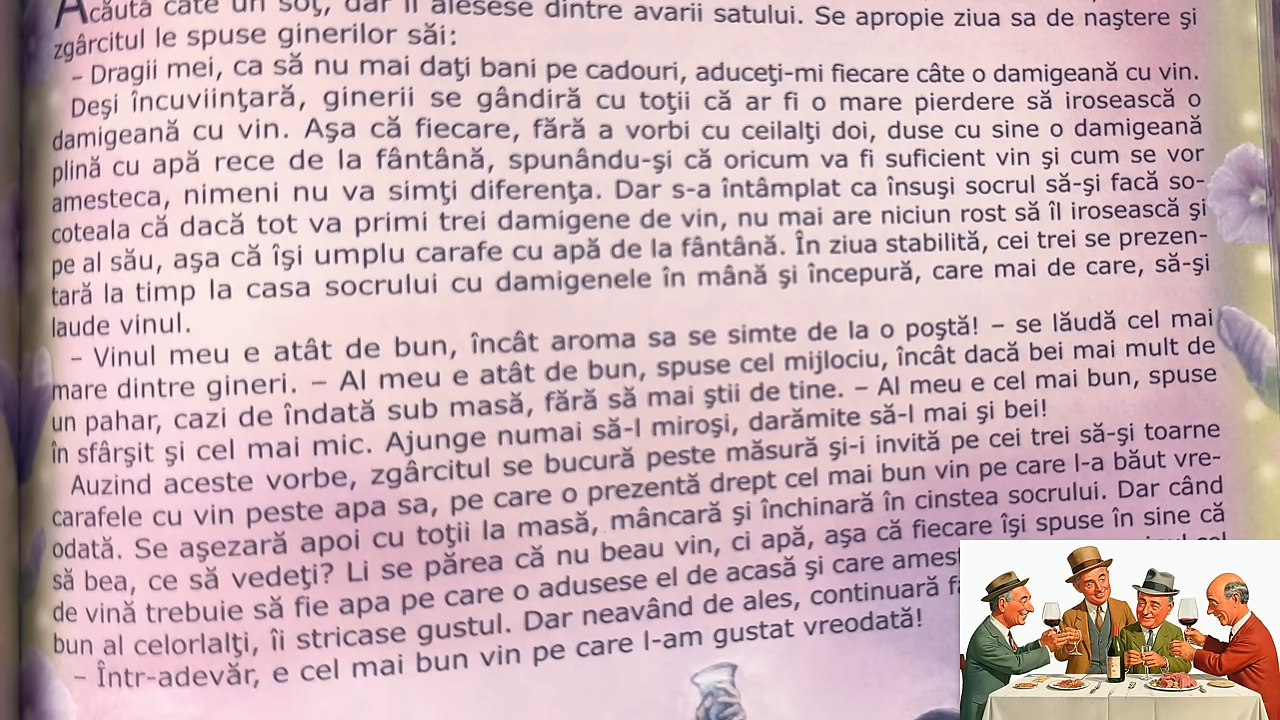 căută câte un soţ, dar îi alesese dintre avarii satului. Se apropie ziua sa de naştere şi
zgârcitul le spuse ginerilor săi:
– Dragii mei, ca să nu mai daţi bani pe cadouri, aduceţi-mi fiecare câte o damigeană cu vin.
Deşi încuviinţară, ginerii se gândiră cu toţii că ar fi o mare pierdere să irosească o
damigeană cu vin. Aşa că fiecare, fără a vorbi cu ceilalţi doi, duse cu sine o damigeană
plină cu apă rece de la fântână, spunându-şi că oricum va fi suficient vin şi cum se vor
amesteca, nimeni nu va simţi diferenţa. Dar s-a întâmplat ca însuşi socrul să-şi facă so-
coteala că dacă tot va primi trei damigene de vin, nu mai are niciun rost să îl irosească şi
pe al său, aşa că îşi umplu carafe cu apă de la fântână. În ziua stabilită, cei trei se prezen-
tară la timp la casa socrului cu damigenele în mână şi începură, care mai de care, să-şi
laude vinul.
– Vinul meu e atât de bun, încât aroma sa se simte de la o poştă! – se lăudă cel mai
mare dintre gineri. – Al meu e atât de bun, spuse cel mijlociu, încât dacă bei mai mult de
un pahar, cazi de îndată sub masă, fără să mai ştii de tine. – Al meu e cel mai bun, spuse
în sfârşit şi cel mai mic. Ajunge numai să-l miroşi, darămite să-l mai şi bei!
Auzind aceste vorbe, zgârcitul se bucură peste măsură şi-i invită pe cei trei să-şi toarne
carafele cu vin peste apa sa, pe care o prezentă drept cel mai bun vin pe care l-a băut vre-
odată. Se aşezară apoi cu toţii la masă, mâncară şi închinară în cinstea socrului. Dar când
să bea, ce să vedeţi? Li se părea că nu beau vin, ci apă, aşa că fiecare îşi spuse în sine că
de vină trebuie să fie apa pe care o adusese el de acasă şi care
bun al celorlalţi, îi stricase gustul. Dar neavând de ales, continuară
– Într-adevăr, e cel mai bun vin pe care l-am gustat vreodată!